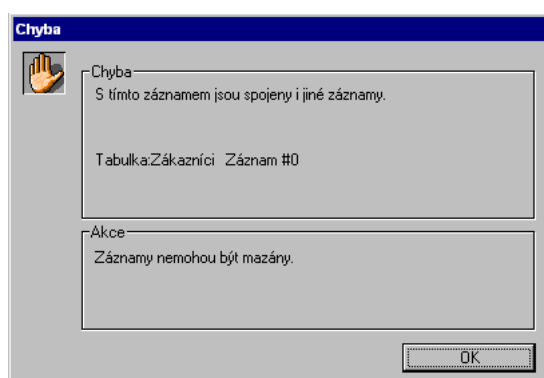 Chyba
Chyba
S tímto záznamem jsou spojeny i jiné záznamy.
Tabulka:Zákazníci Záznam #0
Akce
Záznamy nemohou být mazány.
OK